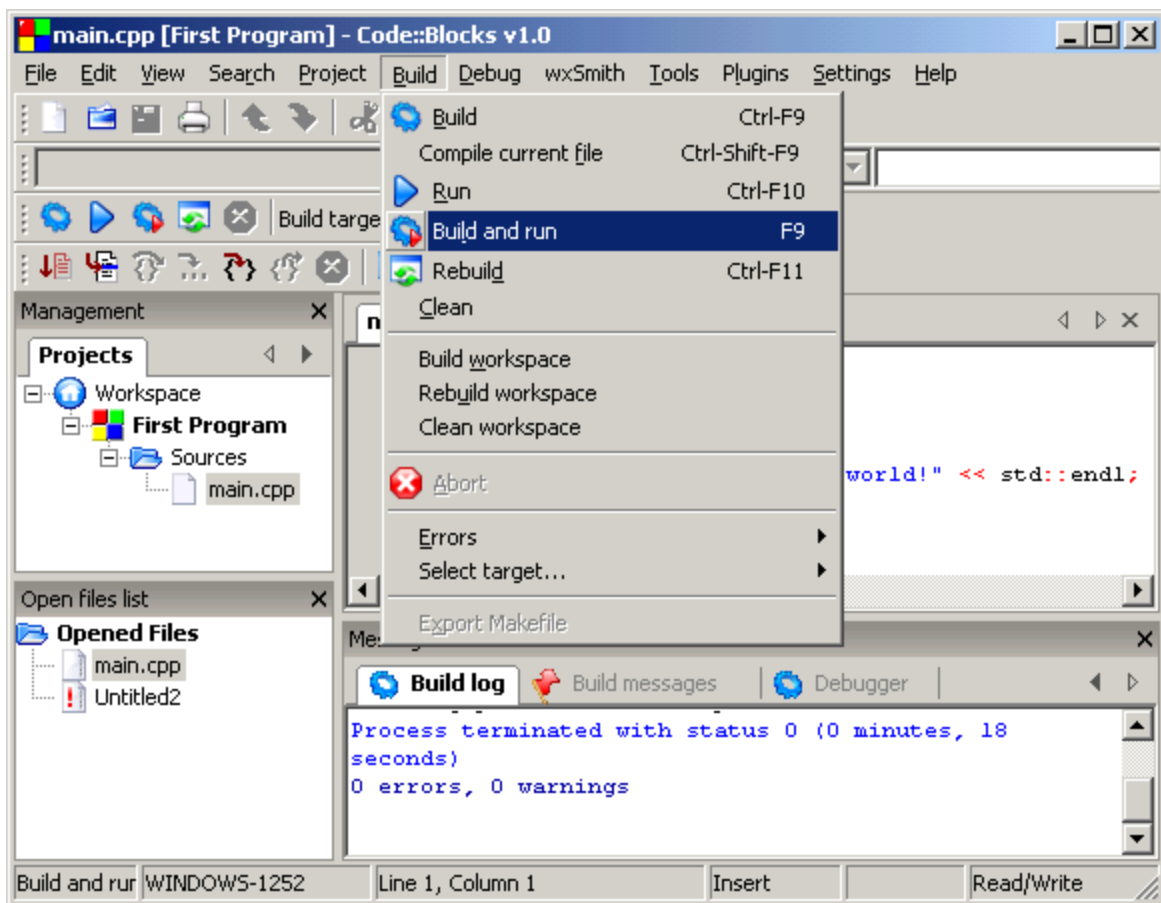 main.cpp [First Program] - Code::Blocks v1.0
File Edit View Search Project Build Debug wxSmith Tools Plugins Settings Help
Build Ctrl-F9
Compile current file Ctrl-Shift-F9
Run Ctrl-F10
Build and run F9
Rebuild Ctrl-F11
Clean
Build workspace
Rebuild workspace
Clean workspace
Abort
Errors
Select target...
Export Makefile
Build targe
Management
Projects
Workspace
First Program
Sources
main.cpp
world!" << std::endl;
Open files list
Opened Files
main.cpp
Untitled2
Build log Build messages Debugger
Process terminated with status 0 (0 minutes, 18
seconds)
0 errors, 0 warnings
Build and rur WINDOWS-1252 Line 1, Column 1 Insert Read/Write